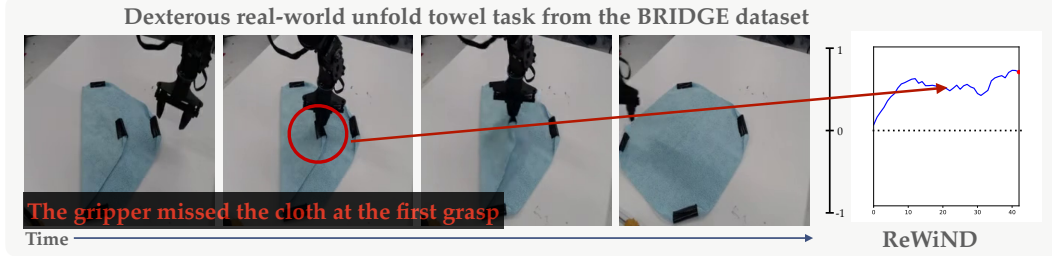 Dexterous real-world unfold towel task from the BRIDGE dataset
The gripper missed the cloth at the first grasp
Time
1
0
-1
0 10 20 30 40
ReWiND